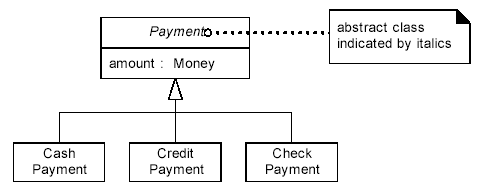 Payment
abstract class
indicated by italics
amount : Money
Cash
Payment
Credit
Payment
Check
Payment